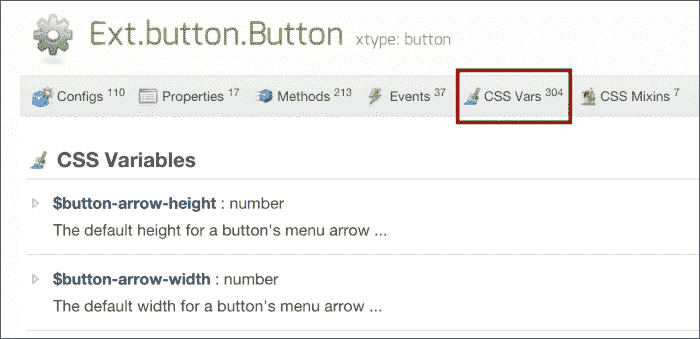 Ext.button.Button xtype: button
Configs 110 Properties 17 Methods 213 Events 37 CSS Vars 304 CSS Mixins 7
CSS Variables
$button-arrow-height : number
The default height for a button's menu arrow ...
$button-arrow-width : number
The default width for a button's menu arrow ...